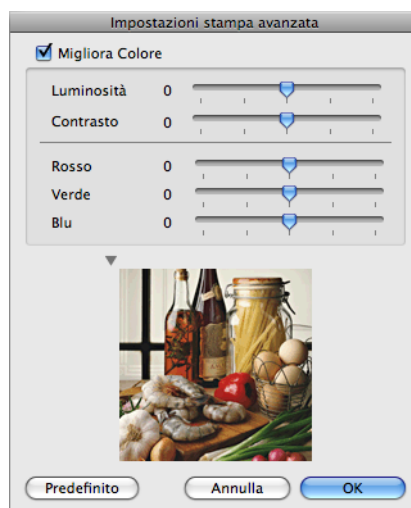 Impostazioni stampa avanzata
Migliora Colore
Luminosità 0
Contrasto 0
Rosso 0
Verde 0
Blu 0
Predefinito Annulla OK